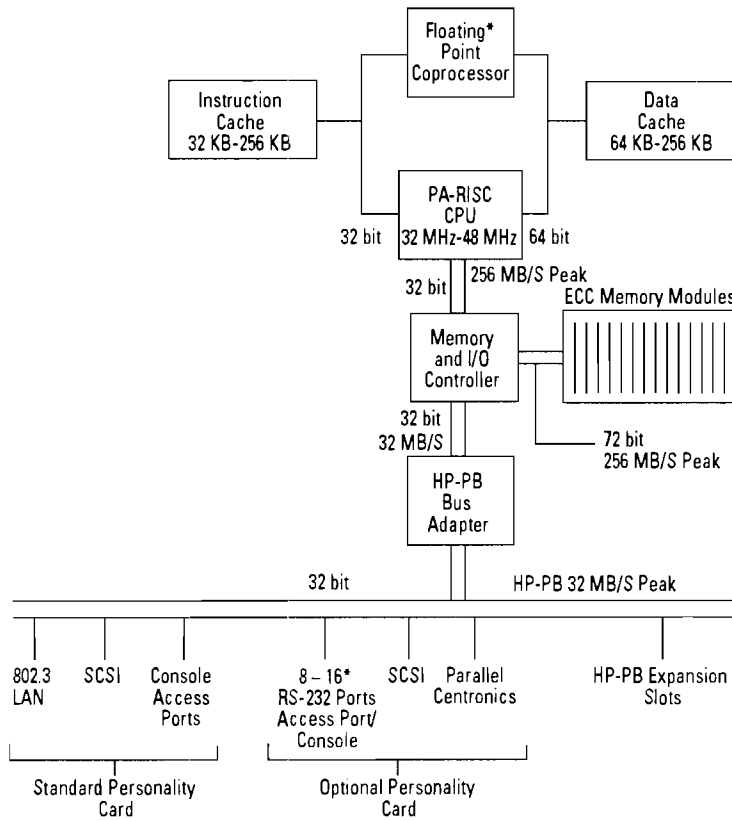 Floating*
Point
Coprocessor
Instruction
Cache
32 KB-256 KB
Data
Cache
64 KB-256 KB
PA-RISC
CPU
32 MHz-48 MHz
32 bit
64 bit
32 bit
256 MB/S Peak
ECC Memory Modules
Memory
and I/O
Controller
32 bit
32 MB/S
72 bit
256 MB/S Peak
HP-PB
Bus
Adapter
32 bit
HP-PB 32 MB/S Peak
802.3
LAN
SCSI
Console
Access
Ports
8 – 16*
RS-232 Ports
Access Port/
Console
SCSI
Parallel
Centronics
HP-PB Expansion
Slots
Standard Personality
Card
Optional Personality
Card